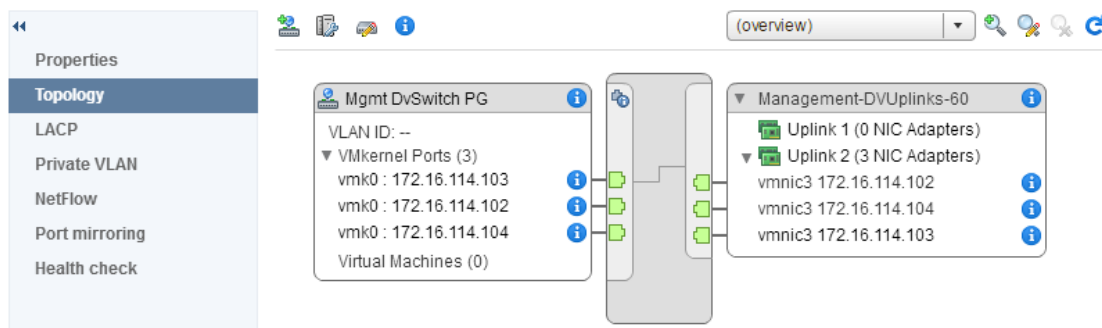 (overview)
Properties
Topology
LACP
Private VLAN
NetFlow
Port mirroring
Health check
Mgmt DvSwitch PG
VLAN ID: --
VMkernel Ports (3)
vmk0 : 172.16.114.103
vmk0 : 172.16.114.102
vmk0 : 172.16.114.104
Virtual Machines (0)
Management-DVUplinks-60
Uplink 1 (0 NIC Adapters)
Uplink 2 (3 NIC Adapters)
vmnic3 172.16.114.102
vmnic3 172.16.114.104
vmnic3 172.16.114.103